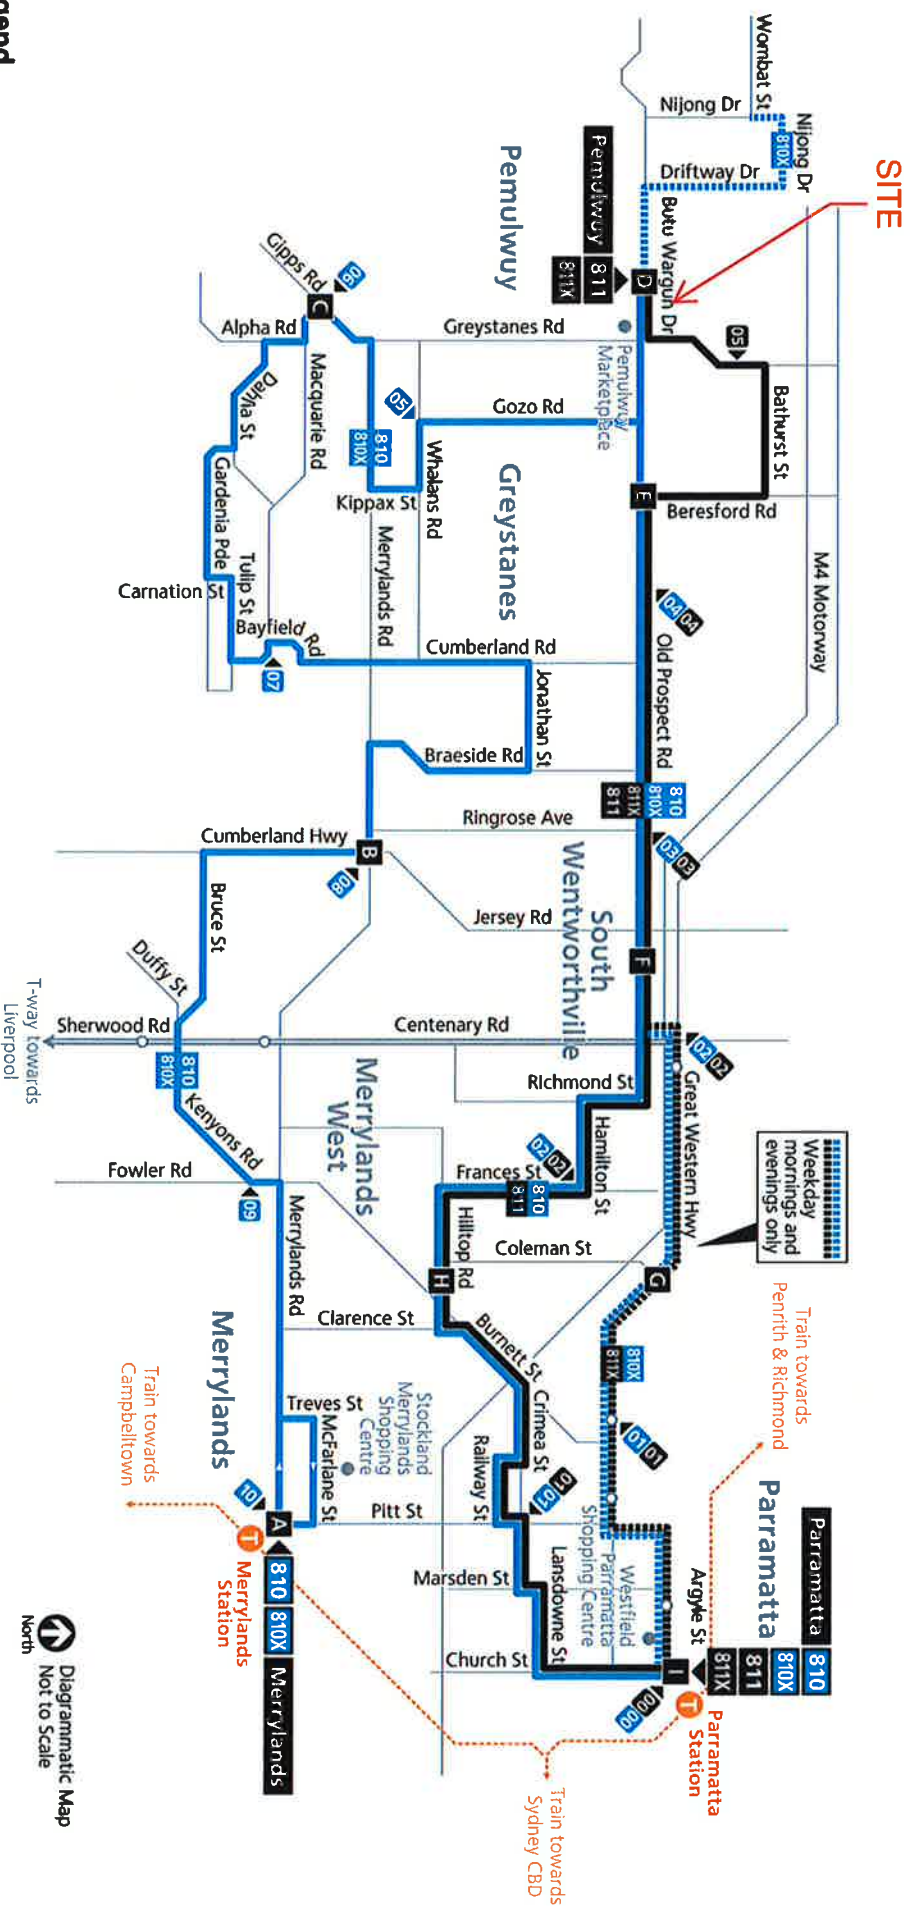 gend
SITE
Wombat St
Nijong Dr
Nijong Dr
810X
Driftway Dr
Butu Wargun Dr
Pemulwuy
811
811X
D
Pemulwuy
Gipps Rd
06
C
Alpha Rd
Greystanes Rd
Pemulwuy
Marketplace
05
Bathurst St
Dahlia St
Macquarie Rd
05
Gozo Rd
810
810X
Whalans Rd
Kippax St
Greystanes
E
Beresford Rd
M4 Motorway
Gardenia Pde
Tulip St
Carnation St
Bayfield Rd
Merrylands Rd
07
Cumberland Rd
Jonathan St
04
04
Old Prospect Rd
Braeside Rd
810
810X
811X
811
Ringrose Ave
03
03
Cumberland Hwy
B
08
Bruce St
Jersey Rd
South
Wentworthville
F
Duffy St
Sherwood Rd
Centenary Rd
T-way towards
Liverpool
810
810X
Kenyons Rd
Fowler Rd
09
Merrylands
West
Richmond St
Hamilton St
02
02
Great Western Hwy
02
02
Frances St
810
811
Weekday
mornings and
evenings only
Hilltop Rd
Coleman St
H
G
Merrylands Rd
Clarence St
Burnett St
Crimea St
810X
811X
01
01
Train towards
Penrith & Richmond
Merrylands
Train towards
Campbelltown
Treves St
McFarlane St
Stockland
Merrylands
Shopping
Centre
Pitt St
Railway St
01
01
10
A
T
Merrylands
Station
810
810X
Merrylands
Marsden St
Lansdowne St
Westfield
Parramatta
Shopping Centre
Argyle St
Church St
I
00
00
Parramatta
Parramatta
810
810X
811
811X
T
Parramatta
Station
Train towards
Sydney CBD
North
Diagrammatic Map
Not to Scale